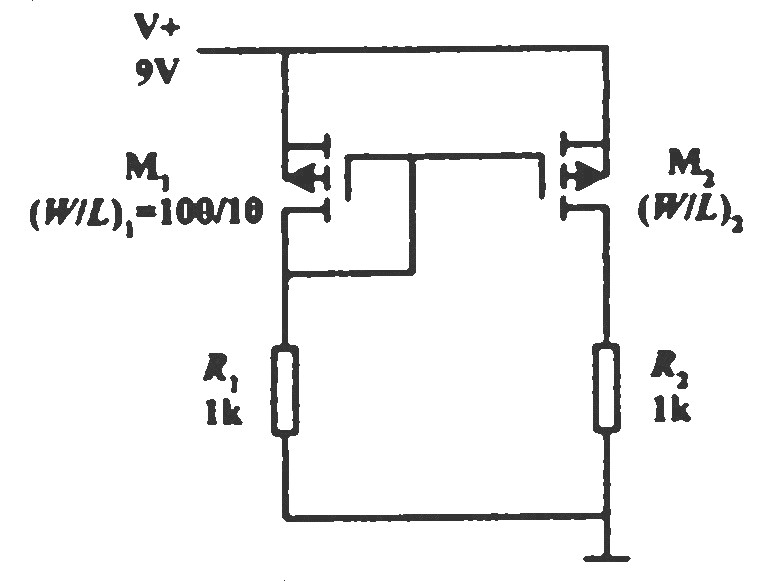 V+
9V
M₁
(W/L)₁=100/10
M₂
(W/L)₂
R₁
1k
R₂
1k